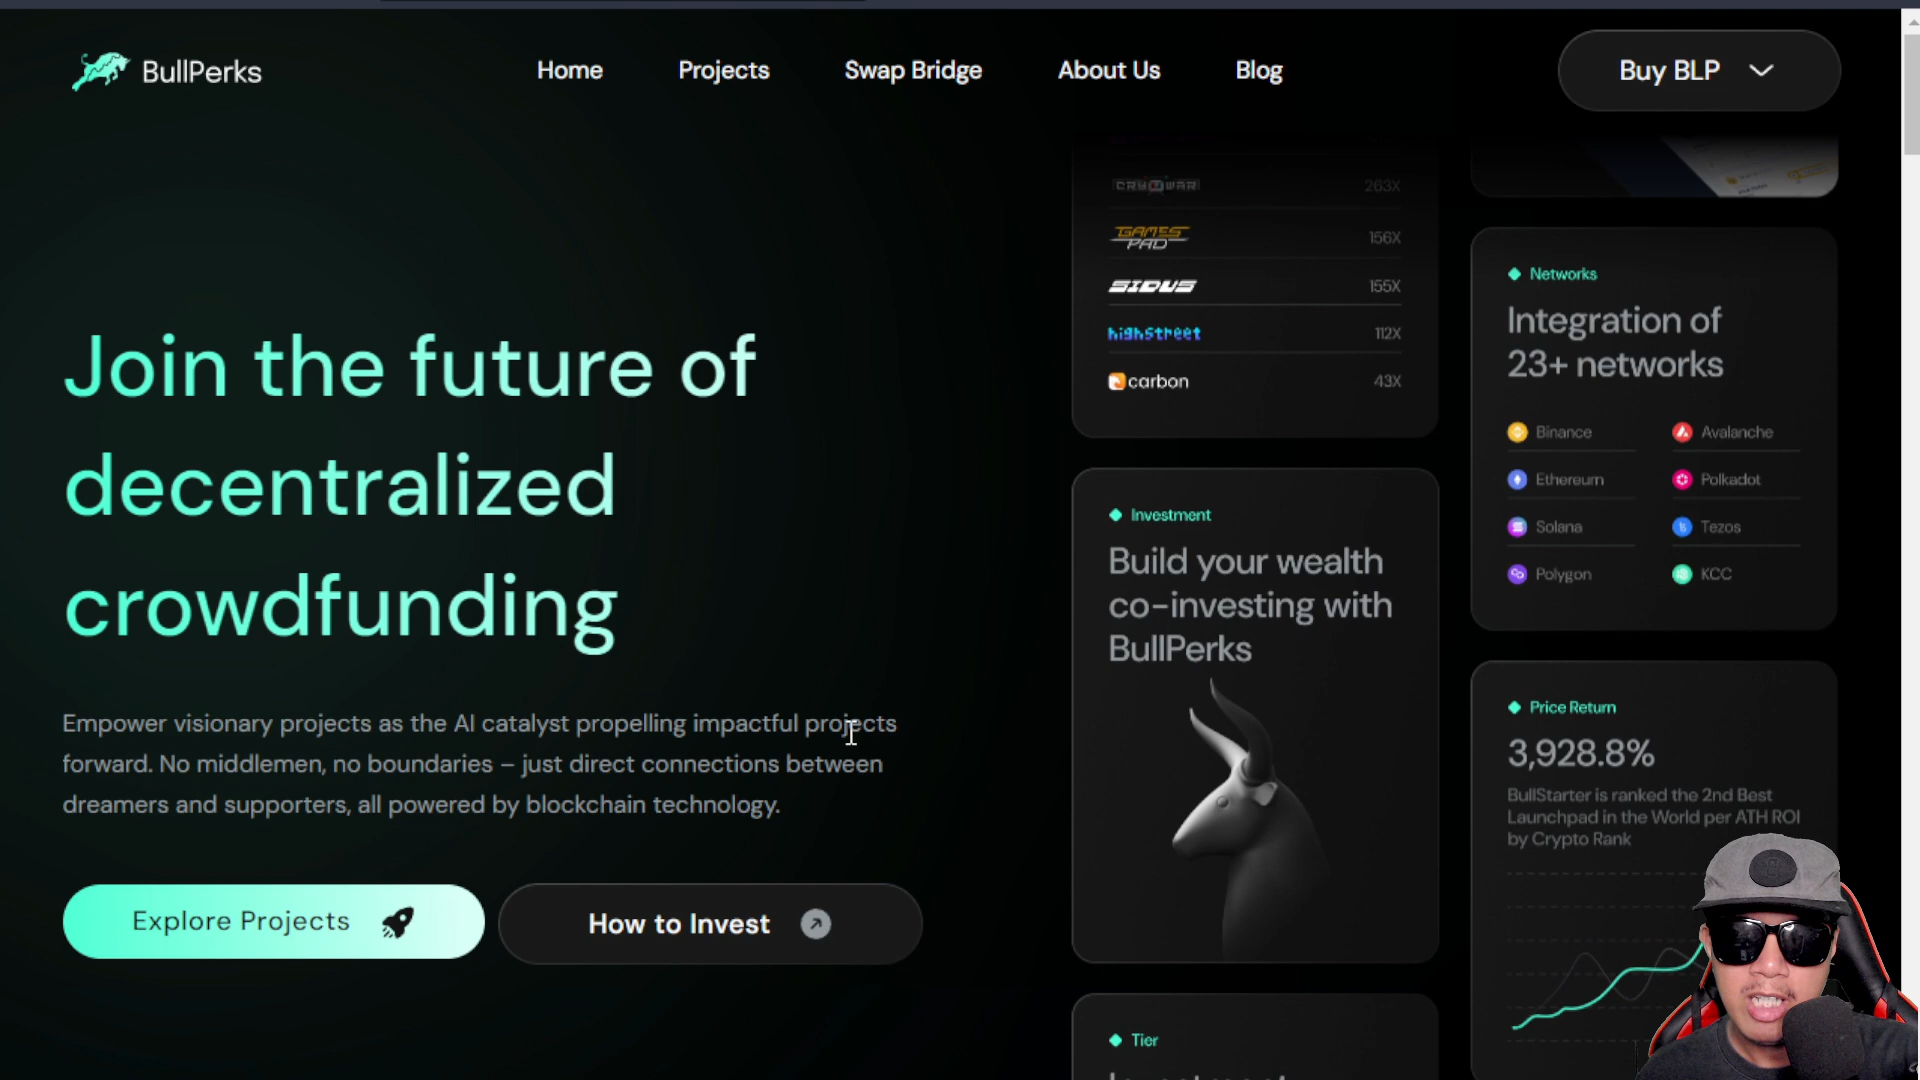 BullPerks
Home
Projects
Swap Bridge
About Us
Blog
Buy BLP
Join the future of
decentralized
crowdfunding
Empower visionary projects as the AI catalyst propelling impactful projects
forward. No middlemen, no boundaries – just direct connections between
dreamers and supporters, all powered by blockchain technology.
Explore Projects
How to Invest
CRYOWAR 263X
GAMES PAD 156X
SIDUS 155X
highstreet 112X
carbon 43X
Investment
Build your wealth
co-investing with
BullPerks
Tier
Networks
Integration of
23+ networks
Binance Avalanche
Ethereum Polkadot
Solana Tezos
Polygon KCC
Price Return
3,928.8%
BullStarter is ranked the 2nd Best
Launchpad in the World per ATH ROI
by Crypto Rank